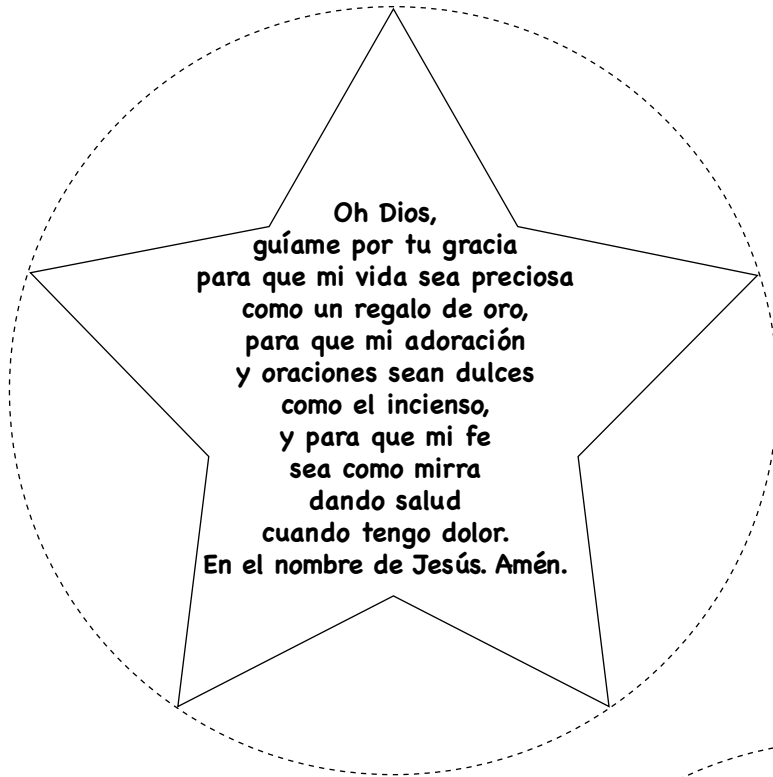 Oh Dios,
guíame por tu gracia
para que mi vida sea preciosa
como un regalo de oro,
para que mi adoración
y oraciones sean dulces
como el incienso,
y para que mi fe
sea como mirra
dando salud
cuando tengo dolor.
En el nombre de Jesús. Amén.